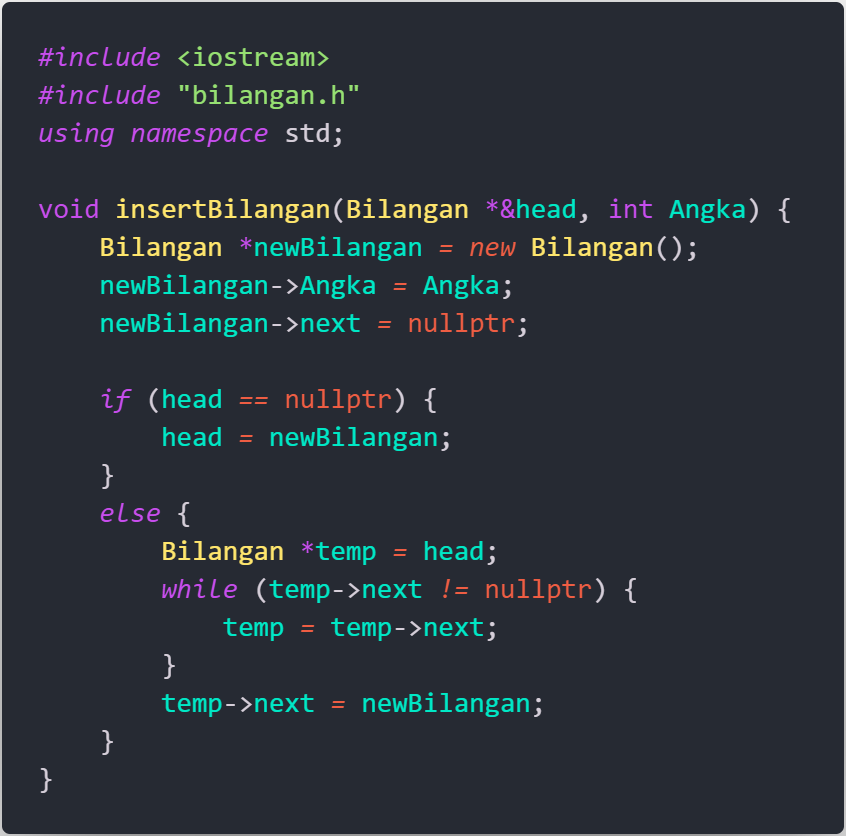 #include <iostream>
#include "bilangan.h"
using namespace std;

void insertBilangan(Bilangan *&head, int Angka) {
    Bilangan *newBilangan = new Bilangan();
    newBilangan->Angka = Angka;
    newBilangan->next = nullptr;

    if (head == nullptr) {
        head = newBilangan;
    }
    else {
        Bilangan *temp = head;
        while (temp->next != nullptr) {
            temp = temp->next;
        }
        temp->next = newBilangan;
    }
}